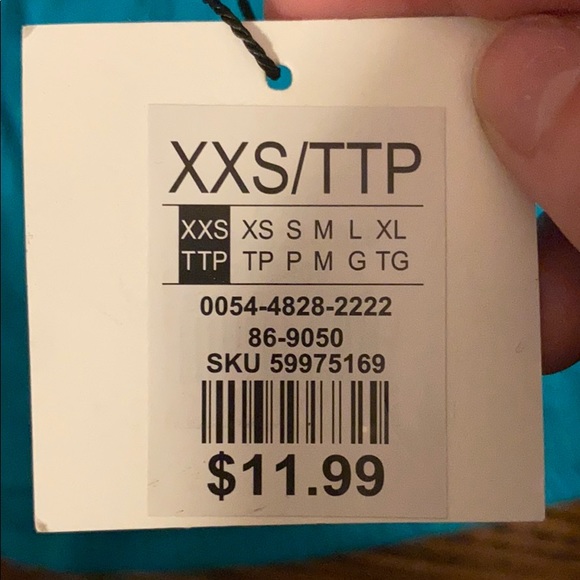 XXS/TTP
XXS XS S M L XL
TTP TP P M G TG
0054-4828-2222
86-9050
SKU 59975169
$11.99